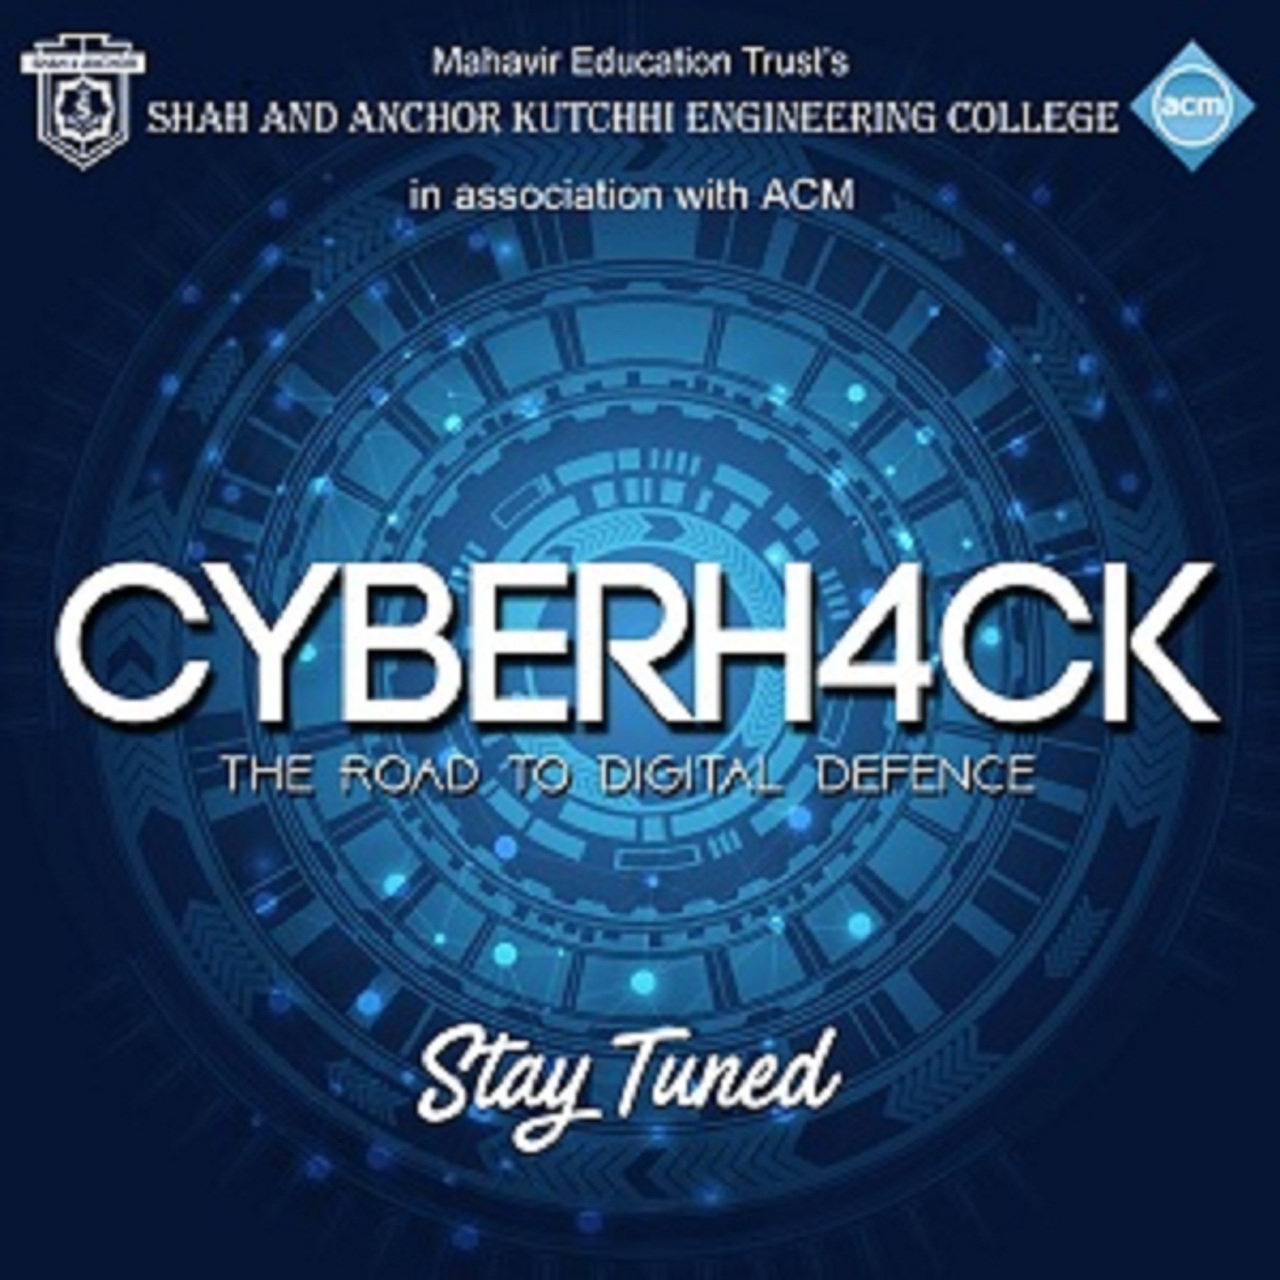 Mahavir Education Trust's
SHAH AND ANCHOR KUTCHHI ENGINEERING COLLEGE
acm
in association with ACM
CYBERH4CK
THE ROAD TO DIGITAL DEFENCE
Stay Tuned